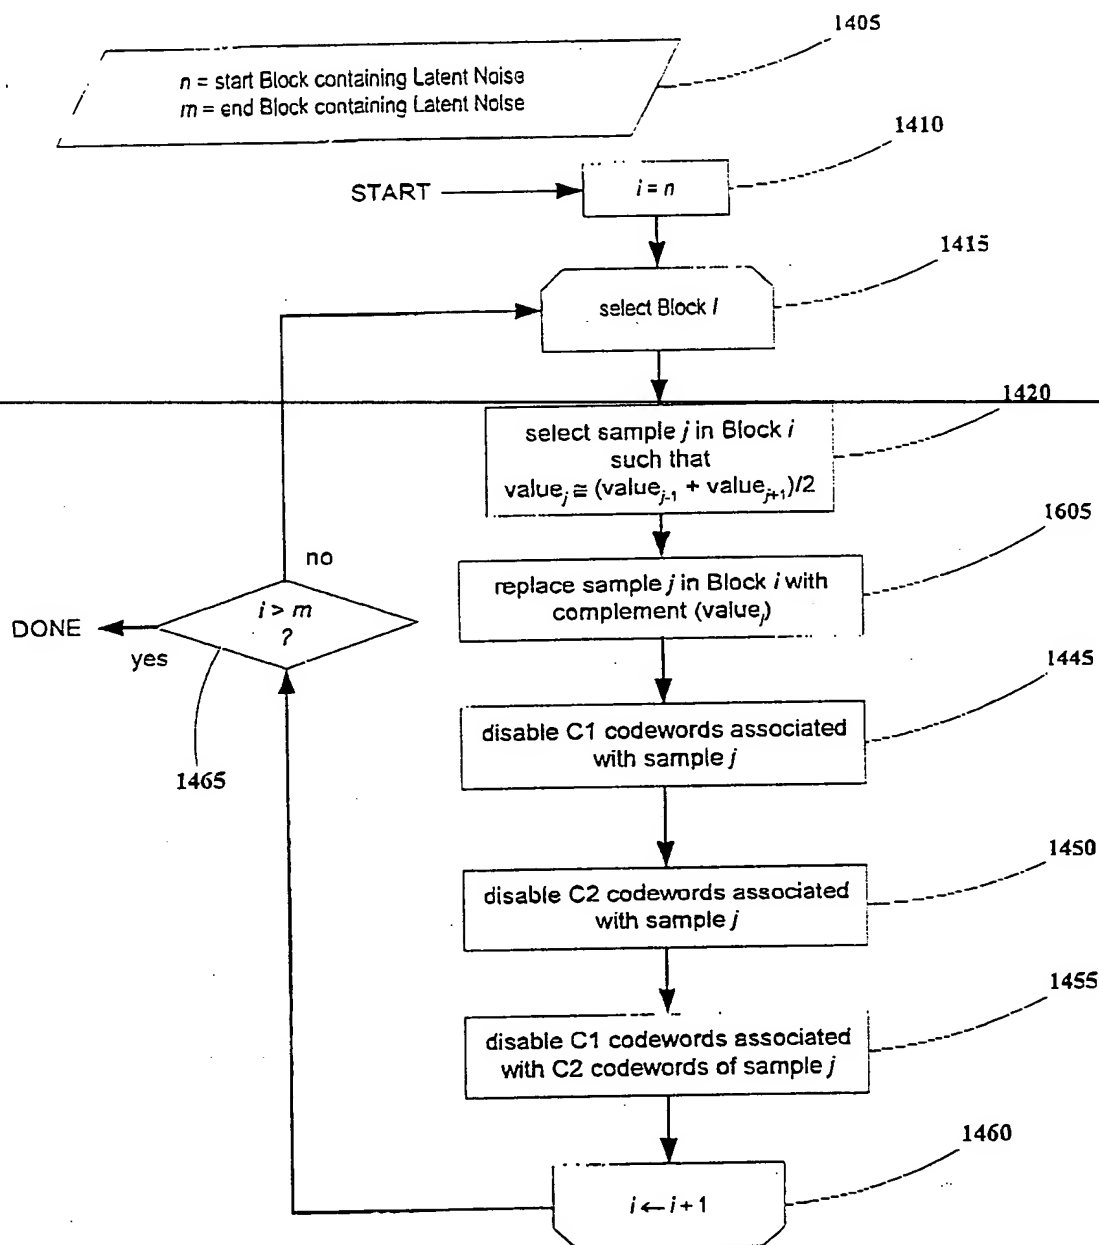 1405
n = start Block containing Latent Noise
m = end Block containing Latent Noise
1410
START
i = n
1415
select Block i
1420
select sample j in Block i
such that
value_j ≅ (value_{j-1} + value_{j+1})/2
1605
replace sample j in Block i with
complement (value_j)
no
i > m
?
DONE
yes
1465
1445
disable C1 codewords associated
with sample j
1450
disable C2 codewords associated
with sample j
1455
disable C1 codewords associated
with C2 codewords of sample j
1460
i ← i + 1